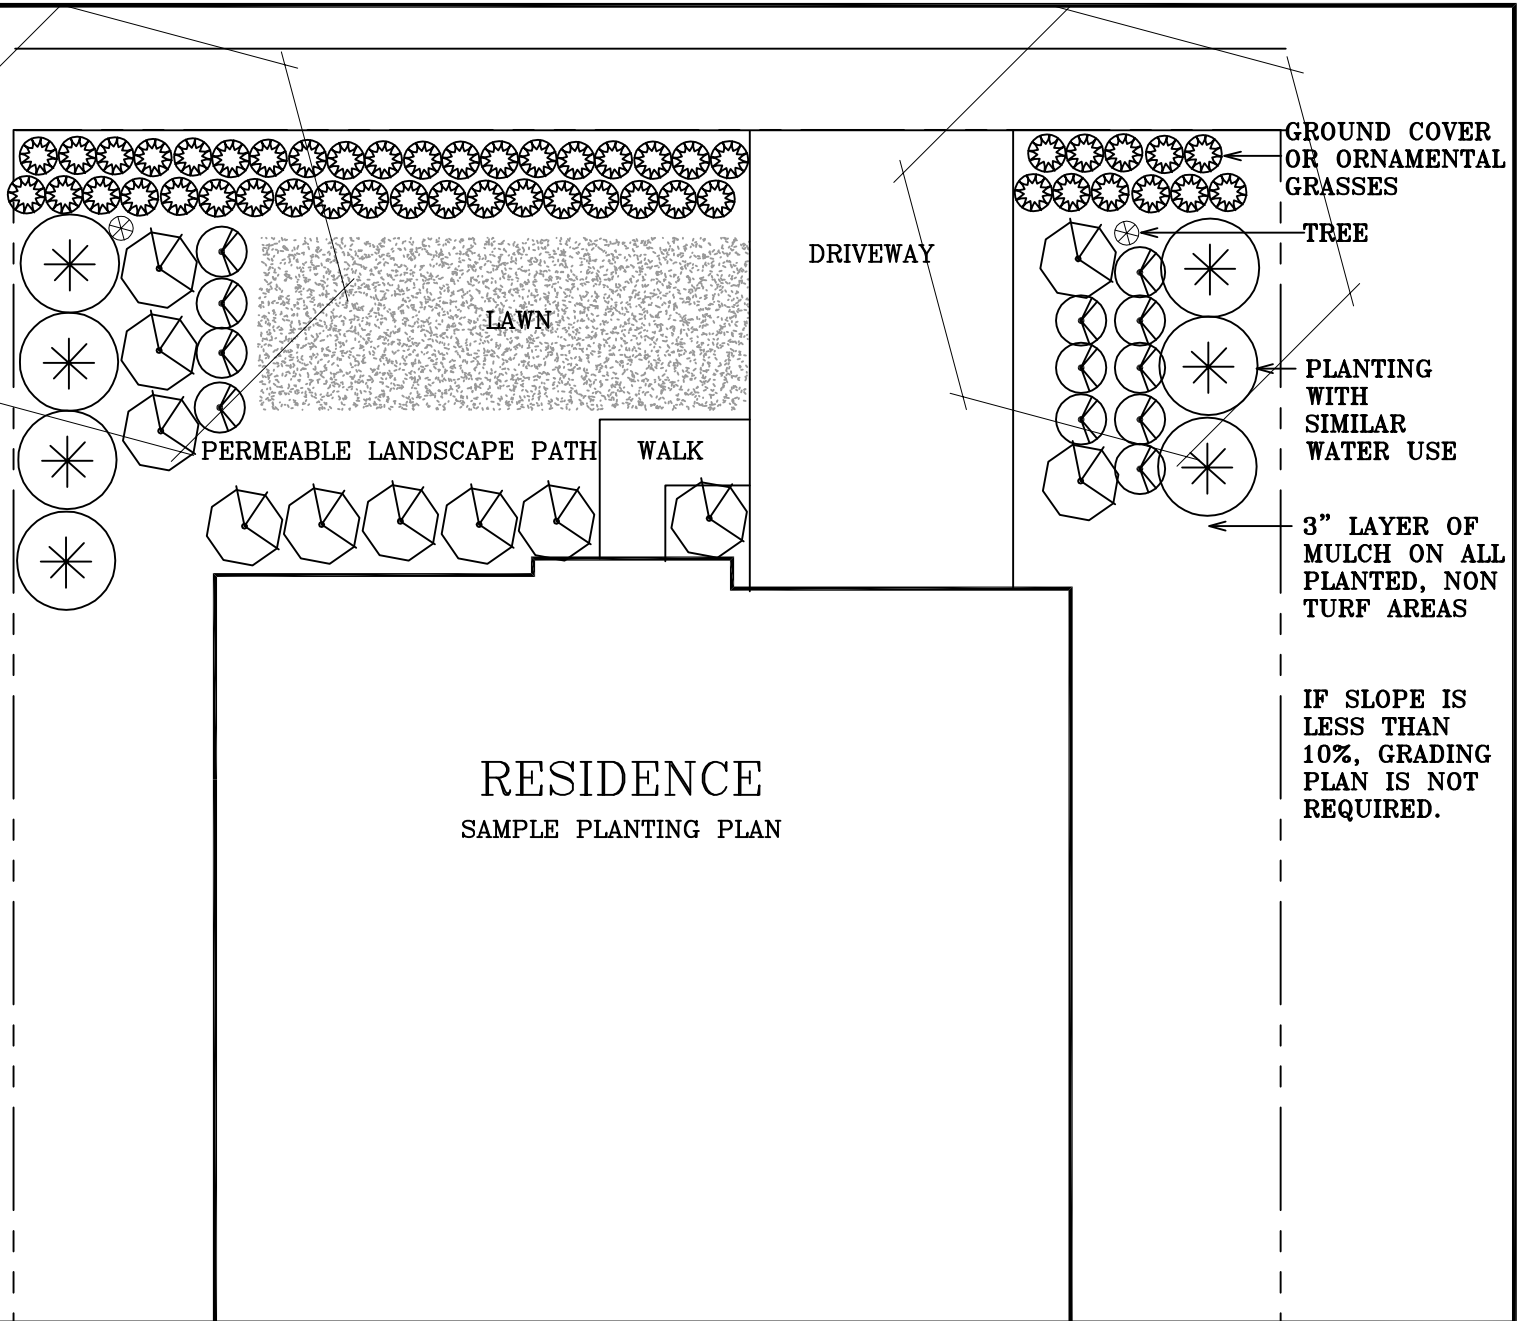 GROUND COVER
OR ORNAMENTAL
GRASSES
TREE
DRIVEWAY
LAWN
PLANTING
WITH
SIMILAR
WATER USE
PERMEABLE LANDSCAPE PATH
WALK
3” LAYER OF
MULCH ON ALL
PLANTED, NON
TURF AREAS
IF SLOPE IS
LESS THAN
10%, GRADING
PLAN IS NOT
REQUIRED.
RESIDENCE
SAMPLE PLANTING PLAN